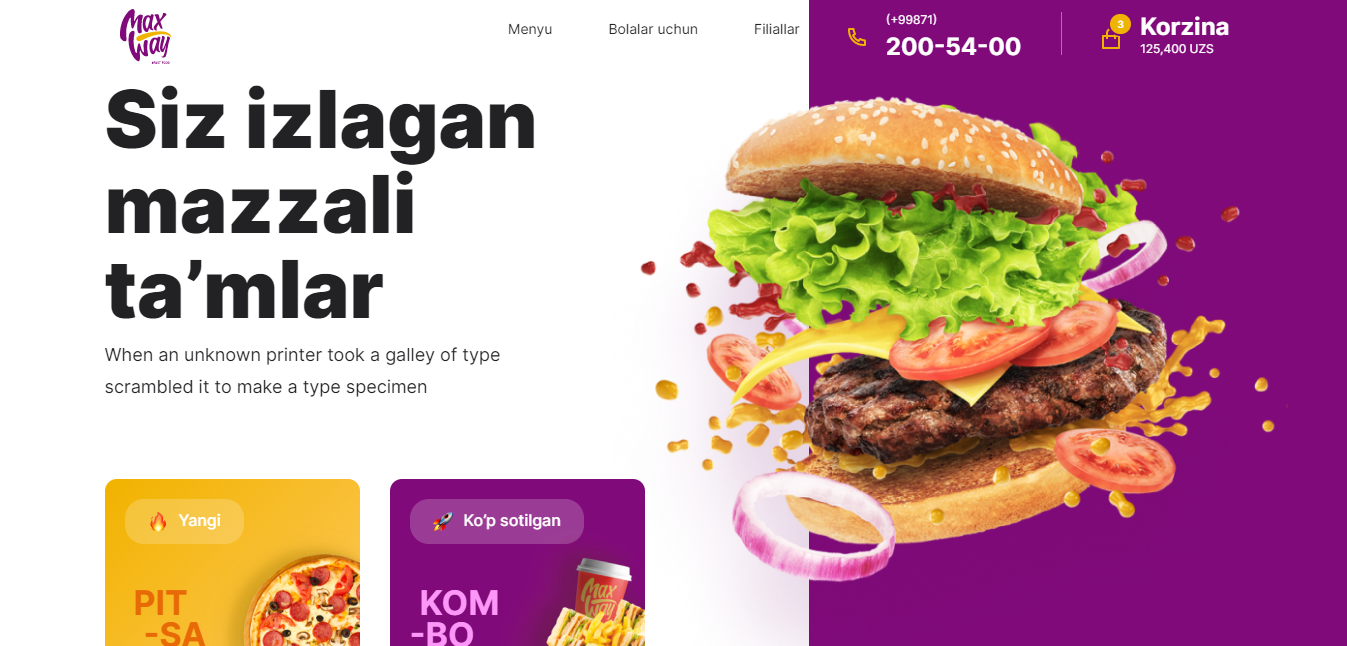 Max
Way
Menyu
Bolalar uchun
Filiallar
(+99871)
200-54-00
3
Korzina
125,400 UZS
Siz izlagan
mazzali
ta’mlar
When an unknown printer took a galley of type
scrambled it to make a type specimen
Yangi
PIT
-SA
Ko’p sotilgan
KOM
-BO
Max
Way